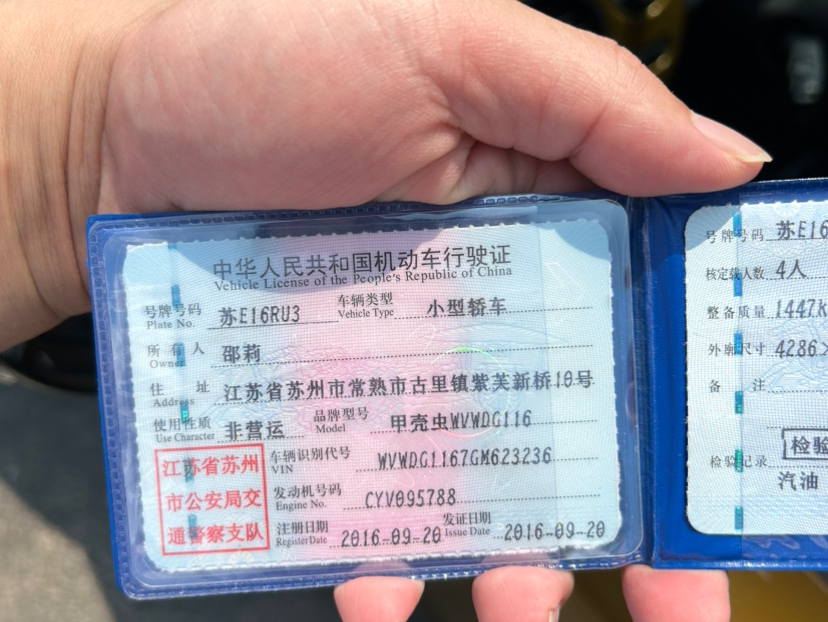 中华人民共和国机动车行驶证
Vehicle License of the People's Republic of China
号牌号码 苏E16RU3 车辆类型 小型轿车
Plate No. Vehicle Type
所有人 邵莉
Owner
住址 江苏省苏州市常熟市古里镇紫芙新桥10号
Address
使用性质 非营运 品牌型号 甲壳虫WVWDG116
Use Character Model
江苏省苏州
市公安局交
通警察支队
车辆识别代号 WVWDG1167GM623236
VIN
发动机号码 CYV095788
Engine No.
注册日期 2016-09-20 发证日期 2016-09-20
Register Date Issue Date
号牌号码 苏E16
核定载人数 4人
整备质量 1447k
外廓尺寸 4286×
备注
检验记录 检验
汽油